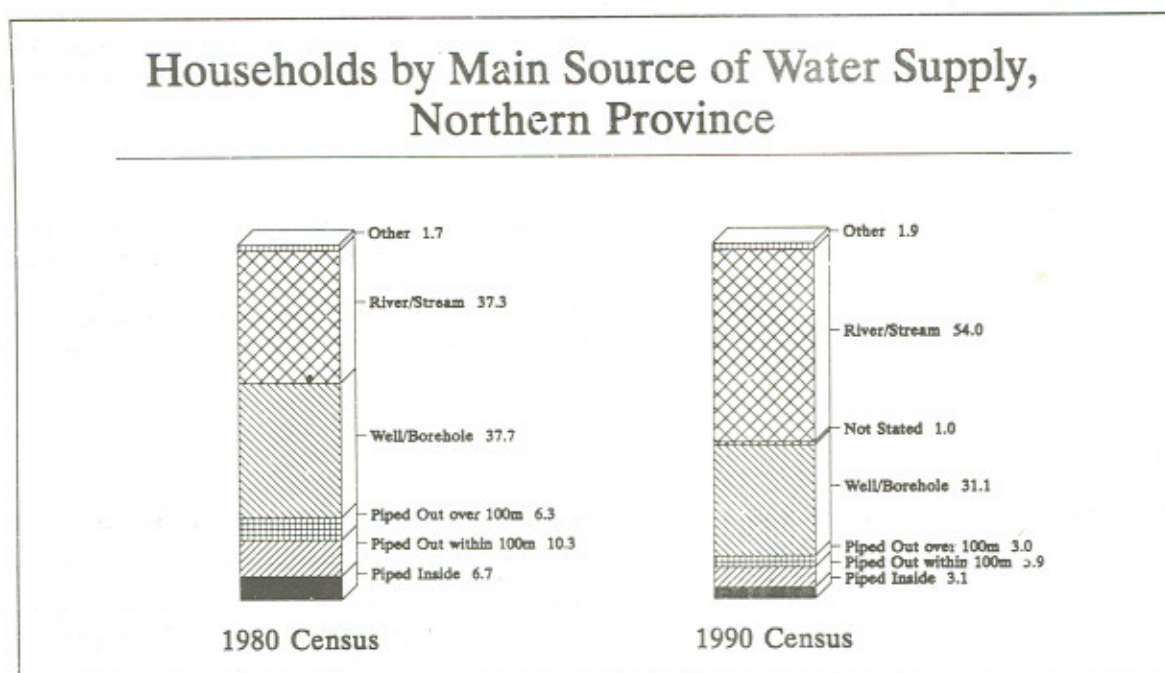 Households by Main Source of Water Supply,
Northern Province
Other 1.7
River/Stream 37.3
Well/Borehole 37.7
Piped Out over 100m 6.3
Piped Out within 100m 10.3
Piped Inside 6.7
1980 Census
Other 1.9
River/Stream 54.0
Not Stated 1.0
Well/Borehole 31.1
Piped Out over 100m 3.0
Piped Out within 100m 5.9
Piped Inside 3.1
1990 Census